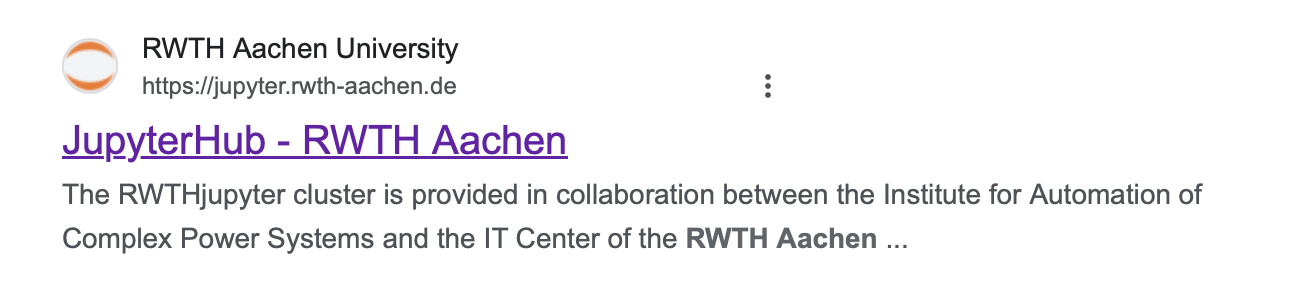 RWTH Aachen University
https://jupyter.rwth-aachen.de
JupyterHub - RWTH Aachen
The RWTHjupyter cluster is provided in collaboration between the Institute for Automation of
Complex Power Systems and the IT Center of the RWTH Aachen ...